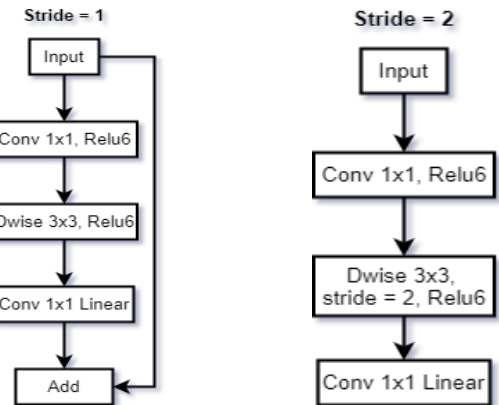 Stride = 1
Input
Conv 1x1, Relu6
Dwise 3x3, Relu6
Conv 1x1 Linear
Add
Stride = 2
Input
Conv 1x1, Relu6
Dwise 3x3,
stride = 2, Relu6
Conv 1x1 Linear